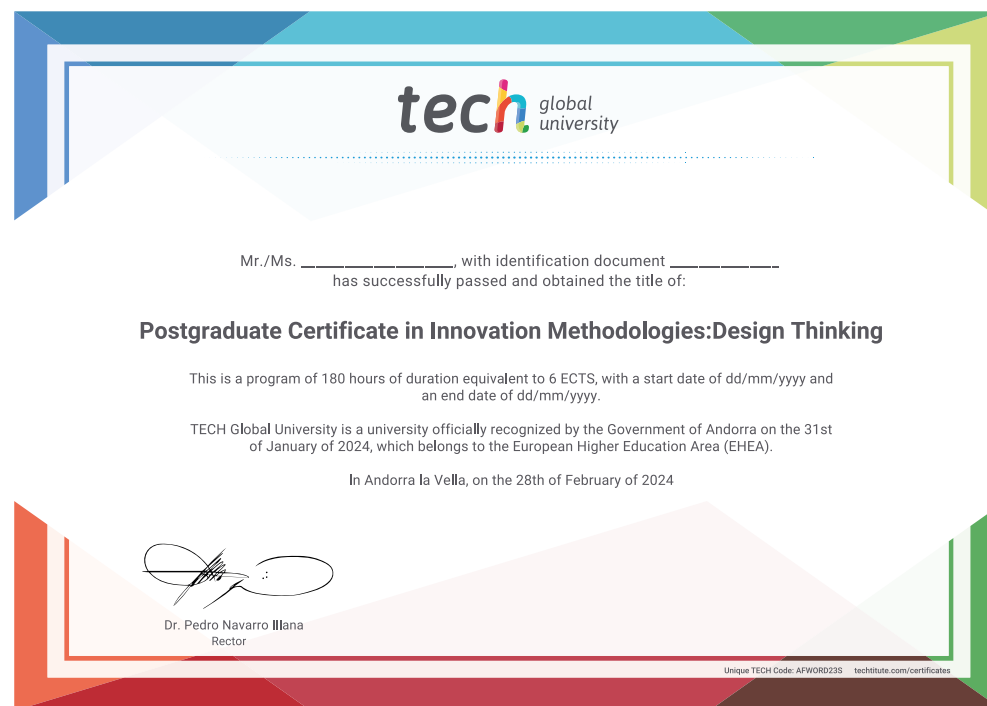 tech global university
Mr./Ms. __________________, with identification document _____________
has successfully passed and obtained the title of:
Postgraduate Certificate in Innovation Methodologies:Design Thinking
This is a program of 180 hours of duration equivalent to 6 ECTS, with a start date of dd/mm/yyyy and
an end date of dd/mm/yyyy.
TECH Global University is a university officially recognized by the Government of Andorra on the 31st
of January of 2024, which belongs to the European Higher Education Area (EHEA).
In Andorra la Vella, on the 28th of February of 2024
Dr. Pedro Navarro Illana
Rector
Unique TECH Code: AFWORD23S techtitute.com/certificates